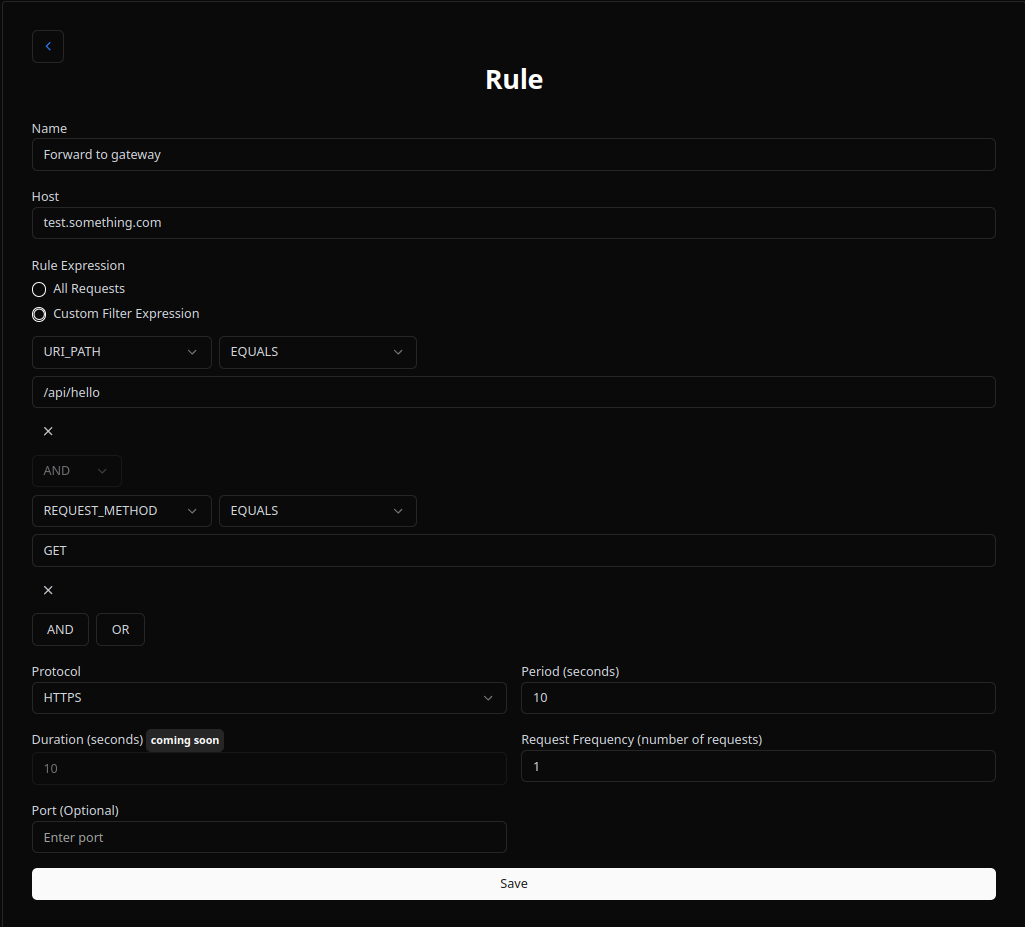 Rule
Name
Forward to gateway
Host
test.something.com
Rule Expression
All Requests
Custom Filter Expression
URI_PATH EQUALS
/api/hello
AND
REQUEST_METHOD EQUALS
GET
AND OR
Protocol Period (seconds)
HTTPS 10
Duration (seconds) coming soon Request Frequency (number of requests)
10 1
Port (Optional)
Enter port
Save